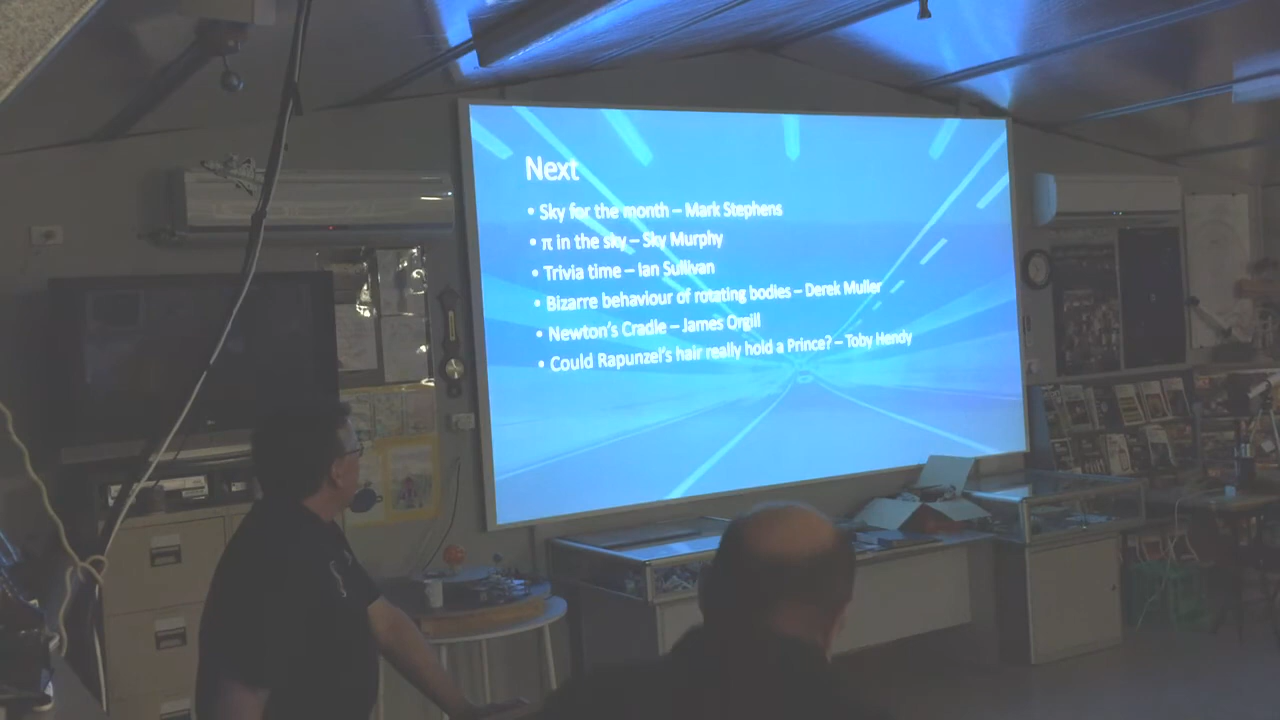 Next
• Sky for the month – Mark Stephens
• π in the sky – Sky Murphy
• Trivia time – Ian Sullivan
• Bizarre behaviour of rotating bodies – Derek Muller
• Newton's Cradle – James Orgill
• Could Rapunzel's hair really hold a Prince? – Toby Hendy